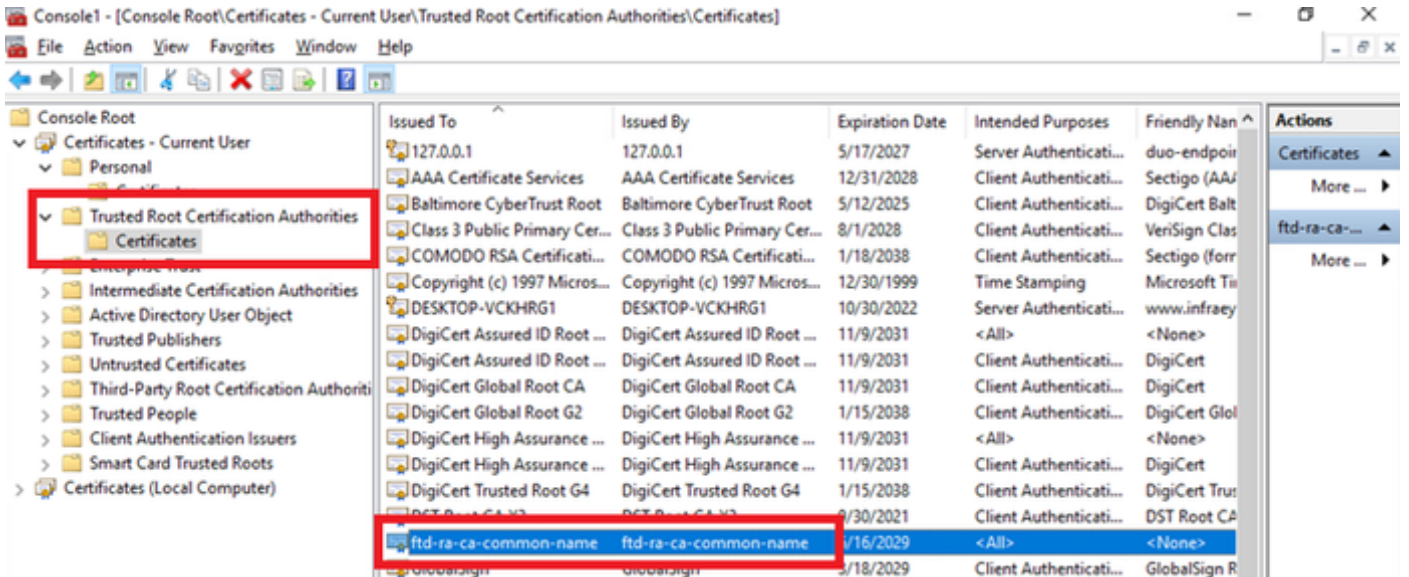 Console1 - [Console Root\Certificates - Current User\Trusted Root Certification Authorities\Certificates]
File Action View Favorites Window Help
Console Root
Certificates - Current User
Personal
Trusted Root Certification Authorities
Certificates
Enterprise Trust
Intermediate Certification Authorities
Active Directory User Object
Trusted Publishers
Untrusted Certificates
Third-Party Root Certification Authoriti
Trusted People
Client Authentication Issuers
Smart Card Trusted Roots
Certificates (Local Computer)
Issued To Issued By Expiration Date Intended Purposes Friendly Nan
127.0.0.1 127.0.0.1 5/17/2027 Server Authenticati... duo-endpoin
AAA Certificate Services AAA Certificate Services 12/31/2028 Client Authenticati... Sectigo (AAA
Baltimore CyberTrust Root Baltimore CyberTrust Root 5/12/2025 Client Authenticati... DigiCert Balt
Class 3 Public Primary Cer... Class 3 Public Primary Cer... 8/1/2028 Client Authenticati... VeriSign Clas
COMODO RSA Certificati... COMODO RSA Certificati... 1/18/2038 Client Authenticati... Sectigo (forr
Copyright (c) 1997 Micros... Copyright (c) 1997 Micros... 12/30/1999 Time Stamping Microsoft Tii
DESKTOP-VCKHRG1 DESKTOP-VCKHRG1 10/30/2022 Server Authenticati... www.infraey
DigiCert Assured ID Root ... DigiCert Assured ID Root ... 11/9/2031 <All> <None>
DigiCert Assured ID Root ... DigiCert Assured ID Root ... 11/9/2031 Client Authenticati... DigiCert
DigiCert Global Root CA DigiCert Global Root CA 11/9/2031 Client Authenticati... DigiCert
DigiCert Global Root G2 DigiCert Global Root G2 1/15/2038 Client Authenticati... DigiCert Glol
DigiCert High Assurance ... DigiCert High Assurance ... 11/9/2031 <All> <None>
DigiCert High Assurance ... DigiCert High Assurance ... 11/9/2031 Client Authenticati... DigiCert
DigiCert Trusted Root G4 DigiCert Trusted Root G4 1/15/2038 Client Authenticati... DigiCert Trus
DST Root CA X3 DST Root CA X3 9/30/2021 Client Authenticati... DST Root CA
ftd-ra-ca-common-name ftd-ra-ca-common-name /16/2029 <All> <None>
GlobalSign GlobalSign 3/18/2029 Client Authenticati... GlobalSign R
Actions
Certificates
More ...
ftd-ra-ca-...
More ...